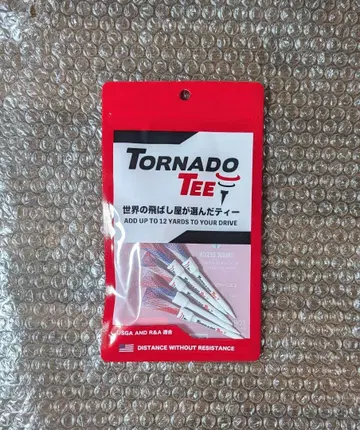 TORNADO
TEE
世界の飛ばし屋が選んだティー
ADD UP TO 12 YARDS TO YOUR DRIVE
USGA AND R&A 適合
DISTANCE WITHOUT RESISTANCE